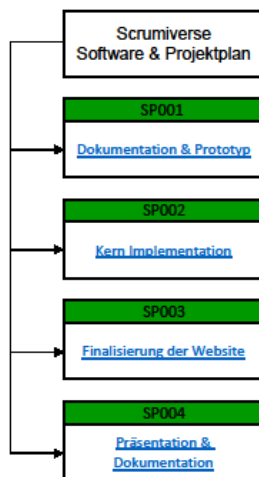 Scrumiverse
Software & Projektplan
SP001
Dokumentation & Prototyp
SP002
Kern Implementation
SP003
Finalisierung der Website
SP004
Präsentation &
Dokumentation